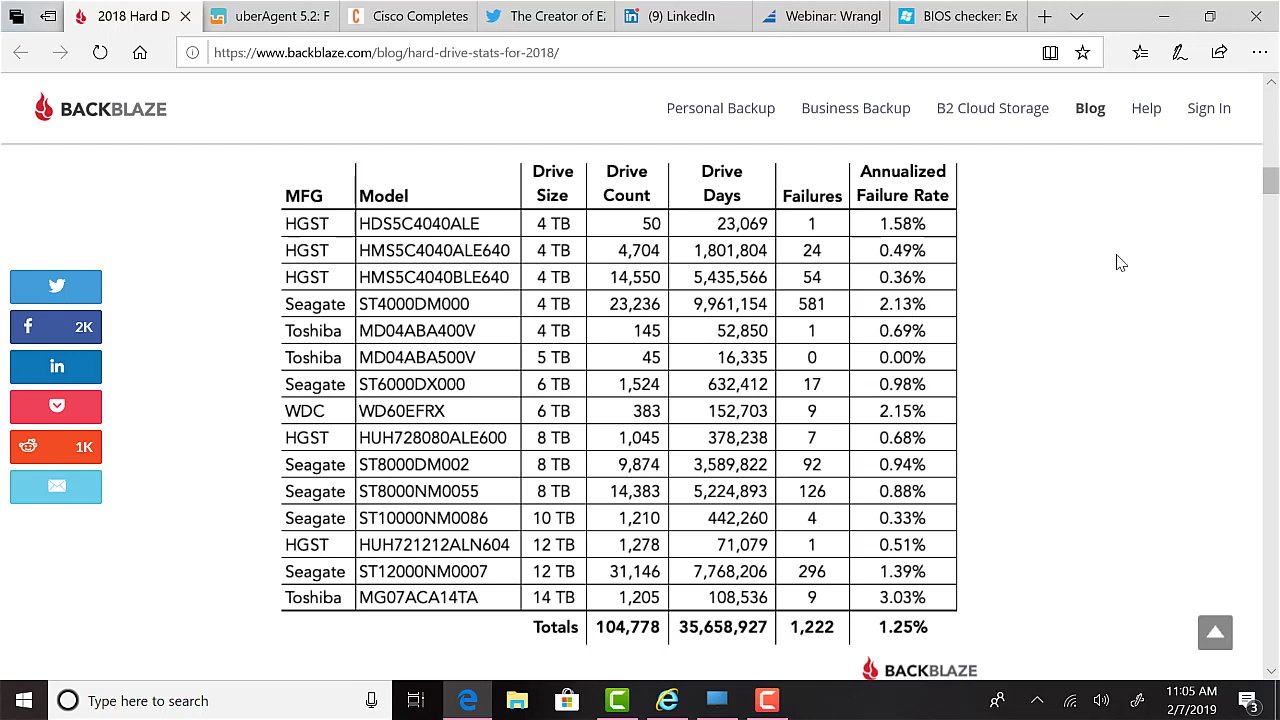 2018 Hard D
uberAgent 5.2: F
Cisco Completes
The Creator of E
(9) LinkedIn
Webinar: Wrangl
BIOS checker: Ex
https://www.backblaze.com/blog/hard-drive-stats-for-2018/
BACKBLAZE
Personal Backup Business Backup B2 Cloud Storage Blog Help Sign In
MFG Model Drive Size Drive Count Drive Days Failures Annualized Failure Rate
HGST HDS5C4040ALE 4 TB 50 23,069 1 1.58%
HGST HMS5C4040ALE640 4 TB 4,704 1,801,804 24 0.49%
HGST HMS5C4040BLE640 4 TB 14,550 5,435,566 54 0.36%
Seagate ST4000DM000 4 TB 23,236 9,961,154 581 2.13%
Toshiba MD04ABA400V 4 TB 145 52,850 1 0.69%
Toshiba MD04ABA500V 5 TB 45 16,335 0 0.00%
Seagate ST6000DX000 6 TB 1,524 632,412 17 0.98%
WDC WD60EFRX 6 TB 383 152,703 9 2.15%
HGST HUH728080ALE600 8 TB 1,045 378,238 7 0.68%
Seagate ST8000DM002 8 TB 9,874 3,589,822 92 0.94%
Seagate ST8000NM0055 8 TB 14,383 5,224,893 126 0.88%
Seagate ST10000NM0086 10 TB 1,210 442,260 4 0.33%
HGST HUH721212ALN604 12 TB 1,278 71,079 1 0.51%
Seagate ST12000NM0007 12 TB 31,146 7,768,206 296 1.39%
Toshiba MG07ACA14TA 14 TB 1,205 108,536 9 3.03%
Totals 104,778 35,658,927 1,222 1.25%
BACKBLAZE
2K
1K
Type here to search
11:05 AM
2/7/2019
3